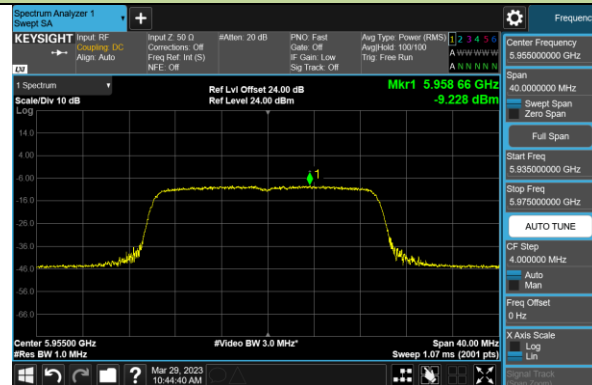 Spectrum Analyzer 1
Swept SA
Frequenc
KEYSIGHT
Input: RF
Coupling: DC
Align: Auto
Input Z: 50 Ω
Corrections: Off
Freq Ref: Int (S)
NFE: Off
#Atten: 20 dB
PNO: Fast
Gate: Off
IF Gain: Low
Sig Track: Off
Avg Type: Power (RMS)
Avg|Hold: 100/100
Trig: Free Run
1 2 3 4 5 6
A W W W W W
A N N N N N
LXI
1 Spectrum
Scale/Div 10 dB
Log
Ref Lvl Offset 24.00 dB
Ref Level 24.00 dBm
Mkr1 5.958 66 GHz
-9.228 dBm
14.0
4.00
-6.00
-16.0
-26.0
-36.0
-46.0
-56.0
-66.0
1
Center 5.95500 GHz
#Res BW 1.0 MHz
#Video BW 3.0 MHz*
Span 40.00 MHz
Sweep 1.07 ms (2001 pts)
Center Frequency
5.955000000 GHz
Span
40.0000000 MHz
Swept Span
Zero Span
Full Span
Start Freq
5.935000000 GHz
Stop Freq
5.975000000 GHz
AUTO TUNE
CF Step
4.000000 MHz
Auto
Man
Freq Offset
0 Hz
X Axis Scale
Log
Lin
Signal Track
Mar 29, 2023
10:44:40 AM